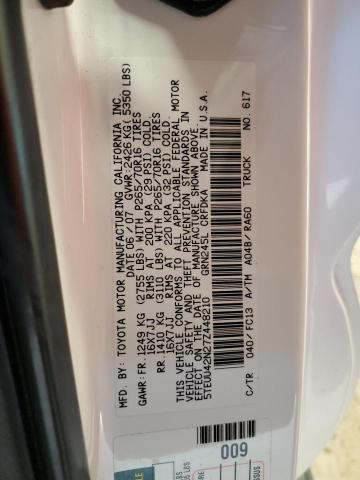 MFD. BY: TOYOTA MOTOR MANUFACTURING CALIFORNIA INC.
DATE 06/07 GVWR 2426 KG( 5350 LBS)
GAWR:FR.1249 KG (2755 LBS) WITH P265/70R16 TIRES
16X7JJ RIMS AT 200 KPA (29 PSI) COLD.
RR.1410 KG (3110 LBS) WITH P265/70R16 TIRES
16X7JJ RIMS AT 220 KPA (32 PSI) COLD.
THIS VEHICLE CONFORMS TO ALL APPLICABLE FEDERAL MOTOR
VEHICLE SAFETY AND THEFT PREVENTION STANDARDS IN
EFFECT ON THE DATE OF MANUFACTURE SHOWN ABOVE.
5TEUU42N27Z448210 GRN245L CRFDKA MADE IN U.S.A.
C/TR 040/FC13 A/TM A04B/RA60 TRUCK NO. 617
009